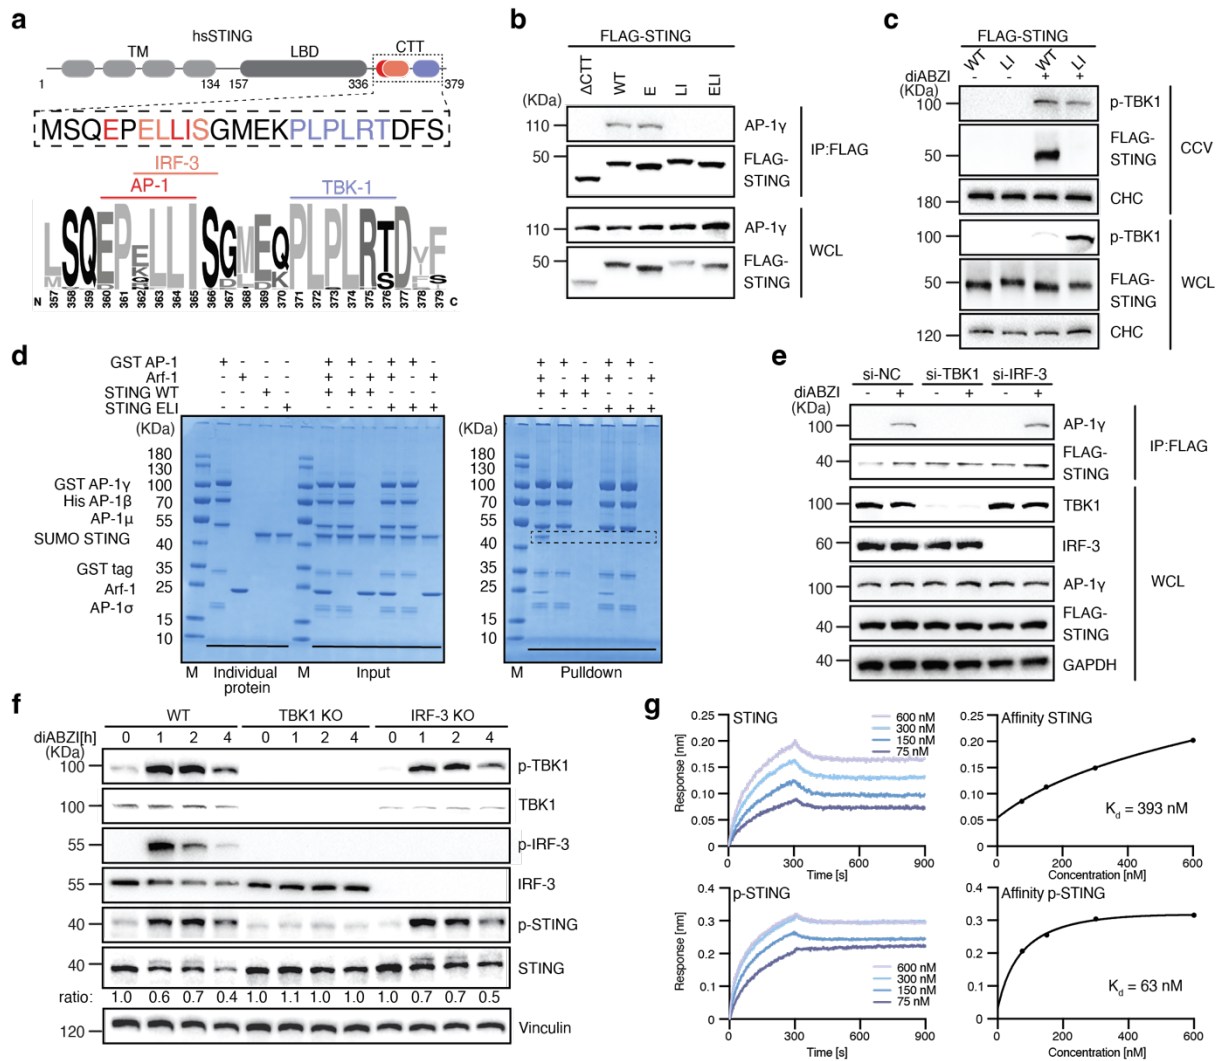 a
hsSTING
TM
LBD
CTT
1
134
157
336
379
MSQEPELLISGMEKPLPLRTDFS
IRF-3
AP-1
TBK-1
N 357 358 359 360 361 362 363 364 365 366 367 368 369 370 371 372 373 374 375 376 377 378 379 C
b
FLAG-STING
(KDa)
ΔCTT WT E LI ELI
110
AP-1γ
50
FLAG-
STING
IP:FLAG
110
AP-1γ
50
FLAG-
STING
WCL
c
FLAG-STING
WT LI WT LI
diABZI - - + +
(KDa)
100
p-TBK1
50
FLAG-
STING
CCV
180
CHC
100
p-TBK1
50
FLAG-
STING
WCL
120
CHC
d
GST AP-1 + - - - + + - + + - + + - + + -
Arf-1
STING WT
STING ELI
(KDa)
180
130
GST AP-1γ 100
His AP-1β 70
AP-1μ 55
SUMO STING 40
GST tag 35
Arf-1 25
AP-1σ 15
10
180
130
100
70
55
40
35
25
15
10
(KDa)
180
130
100
70
55
40
35
25
15
10
M Individual
protein
M Input
M Pulldown
e
si-NC si-TBK1 si-IRF-3
diABZI - + - + - +
(KDa)
100
AP-1γ
40
FLAG-
STING
IP:FLAG
100
TBK1
60
IRF-3
100
AP-1γ
WCL
40
FLAG-
STING
40
GAPDH
f
WT TBK1 KO IRF-3 KO
diABZI[h] 0 1 2 4 0 1 2 4 0 1 2 4
(KDa)
100 p-TBK1
100 TBK1
55 p-IRF-3
55 IRF-3
40 p-STING
40 STING
ratio: 1.0 0.6 0.7 0.4 1.0 1.1 1.0 1.0 1.0 0.7 0.7 0.5
120 Vinculin
g
STING
600 nM
300 nM
150 nM
75 nM
Response [nm]
0.25
0.20
0.15
0.10
0.05
0
0 300 600 900
Time [s]
Affinity STING
0.25
0.20
0.15
0.10
0.05
0
Kd = 393 nM
0 200 400 600
Concentration [nM]
p-STING
Response [nm]
0.4
0.3
0.2
0.1
0
600 nM
300 nM
150 nM
75 nM
0 300 600 900
Time [s]
Affinity p-STING
0.4
0.3
0.2
0.1
0
Kd = 63 nM
0 200 400 600
Concentration [nM]